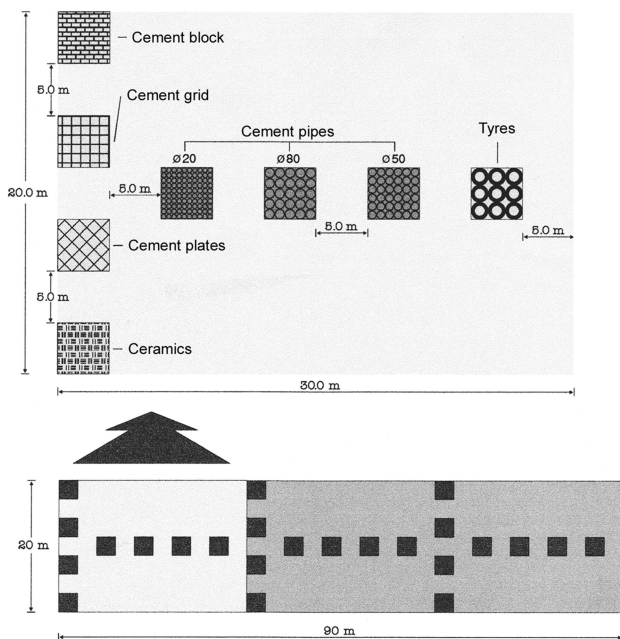 Cement block
5.0 m
Cement grid
Cement pipes
Tyres
Ø20
Ø80
Ø50
20.0 m
5.0 m
5.0 m
5.0 m
Cement plates
5.0 m
Ceramics
30.0 m
20 m
90 m